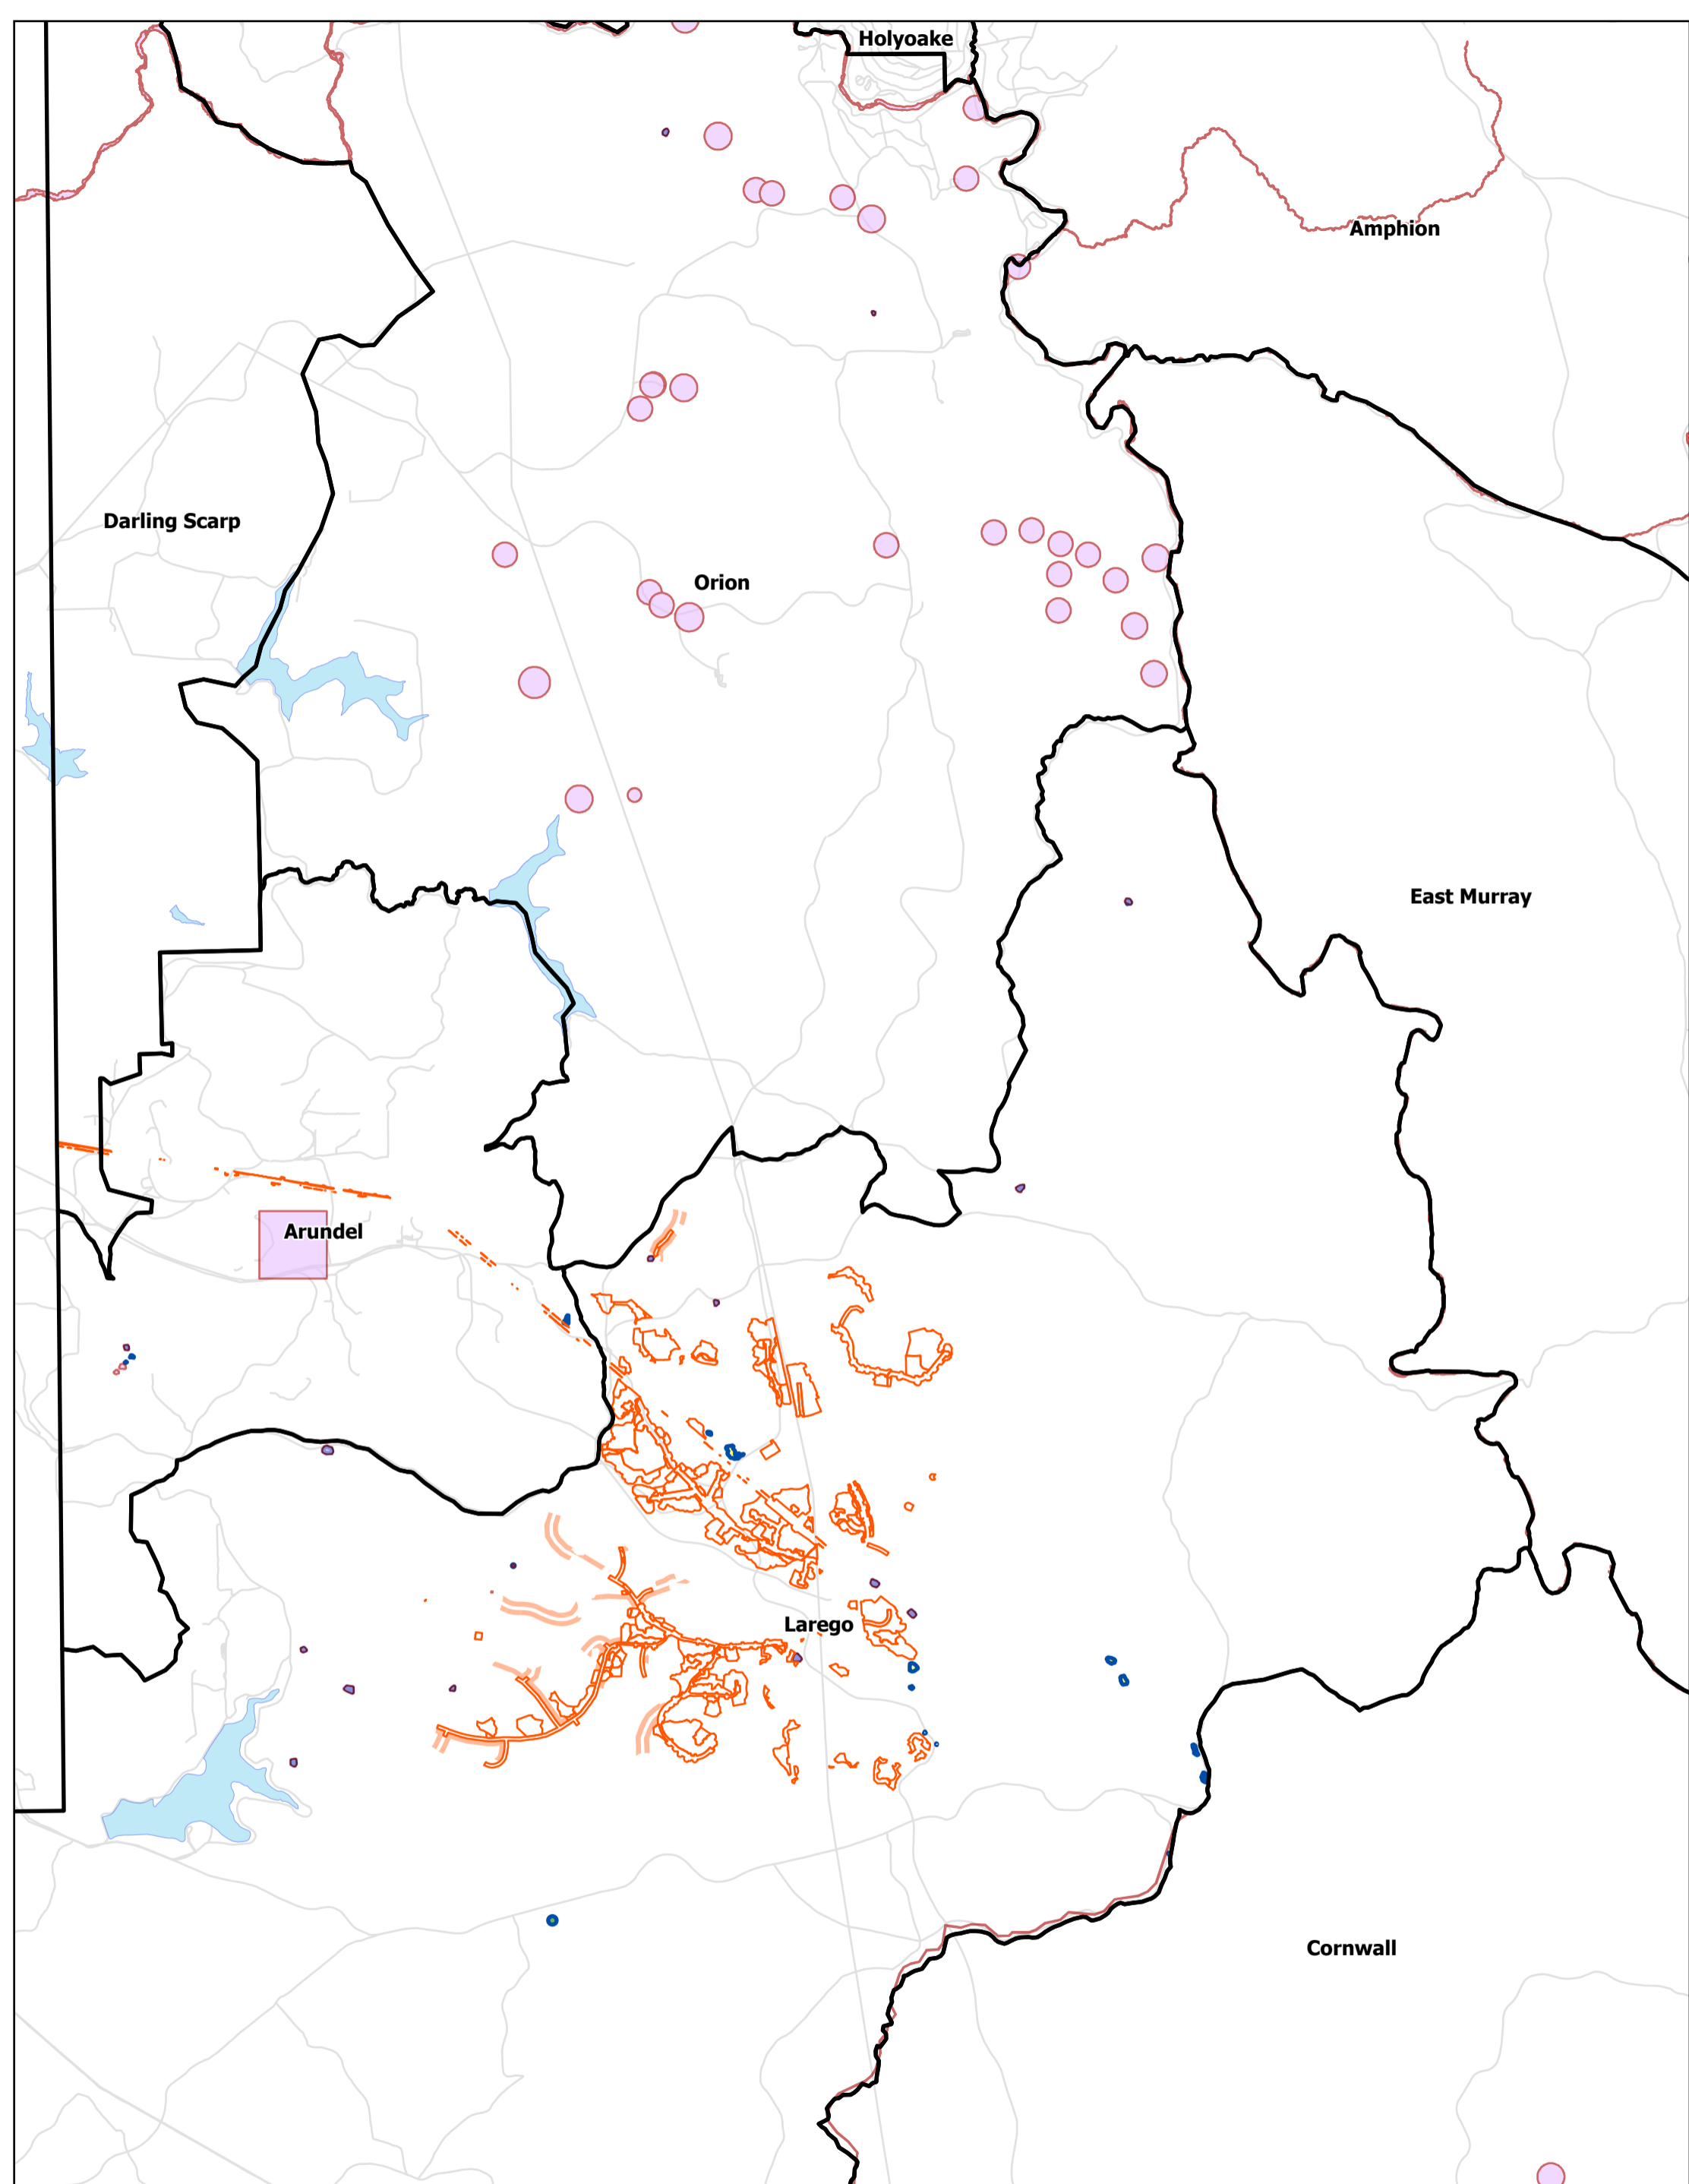 Holyoake
Amphion
Darling Scarp
Orion
East Murray
Arundel
Larego
Cornwall